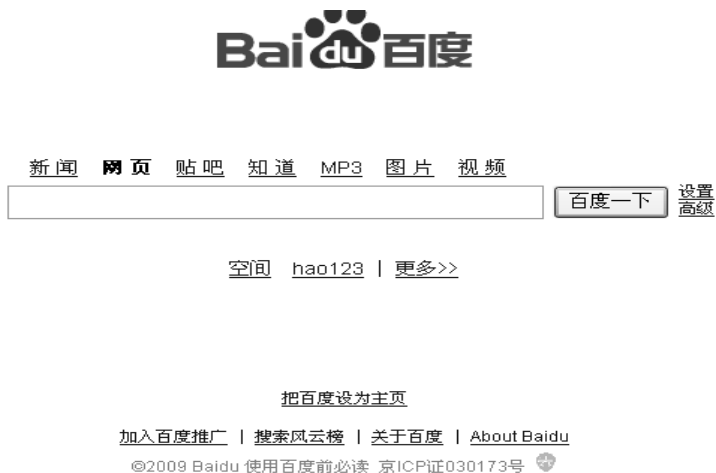 Bai du 百度
新闻 网页 贴吧 知道 MP3 图片 视频
百度一下 设置
高级
空间 hao123 | 更多>>
把百度设为主页
加入百度推广 | 搜索风云榜 | 关于百度 | About Baidu
©2009 Baidu 使用百度前必读 京ICP证030173号